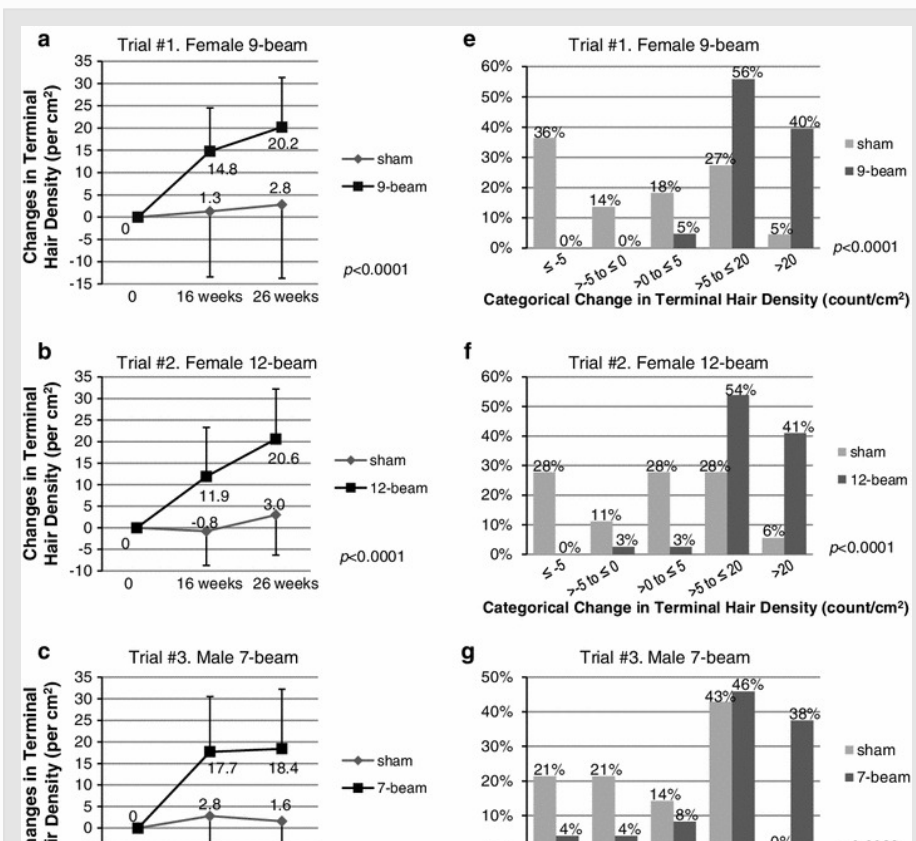 a
Trial #1. Female 9-beam
Changes in Terminal
Hair Density (per cm²)
35
30
25
20
15
10
5
0
-5
-10
-15
0
14.8
20.2
1.3
2.8
0
16 weeks
26 weeks
sham
9-beam
p<0.0001
e
Trial #1. Female 9-beam
60%
50%
40%
30%
20%
10%
0%
36%
0%
14%
0%
18%
5%
27%
56%
5%
40%
≤ -5
>-5 to ≤ 0
>0 to ≤ 5
>5 to ≤ 20
>20
sham
9-beam
p<0.0001
Categorical Change in Terminal Hair Density (count/cm²)
b
Trial #2. Female 12-beam
Changes in Terminal
Hair Density (per cm²)
35
30
25
20
15
10
5
0
-5
-10
0
11.9
20.6
-0.8
3.0
0
16 weeks
26 weeks
sham
12-beam
p<0.0001
f
Trial #2. Female 12-beam
60%
50%
40%
30%
20%
10%
0%
28%
0%
11%
3%
28%
3%
28%
54%
6%
41%
≤ -5
>-5 to ≤ 0
>0 to ≤ 5
>5 to ≤ 20
>20
sham
12-beam
p<0.0001
Categorical Change in Terminal Hair Density (count/cm²)
c
Trial #3. Male 7-beam
anges in Terminal
ir Density (per cm²)
35
30
25
20
15
10
5
0
0
17.7
18.4
2.8
1.6
sham
7-beam
g
Trial #3. Male 7-beam
50%
40%
30%
20%
10%
21%
4%
21%
4%
14%
8%
43%
46%
38%
sham
7-beam